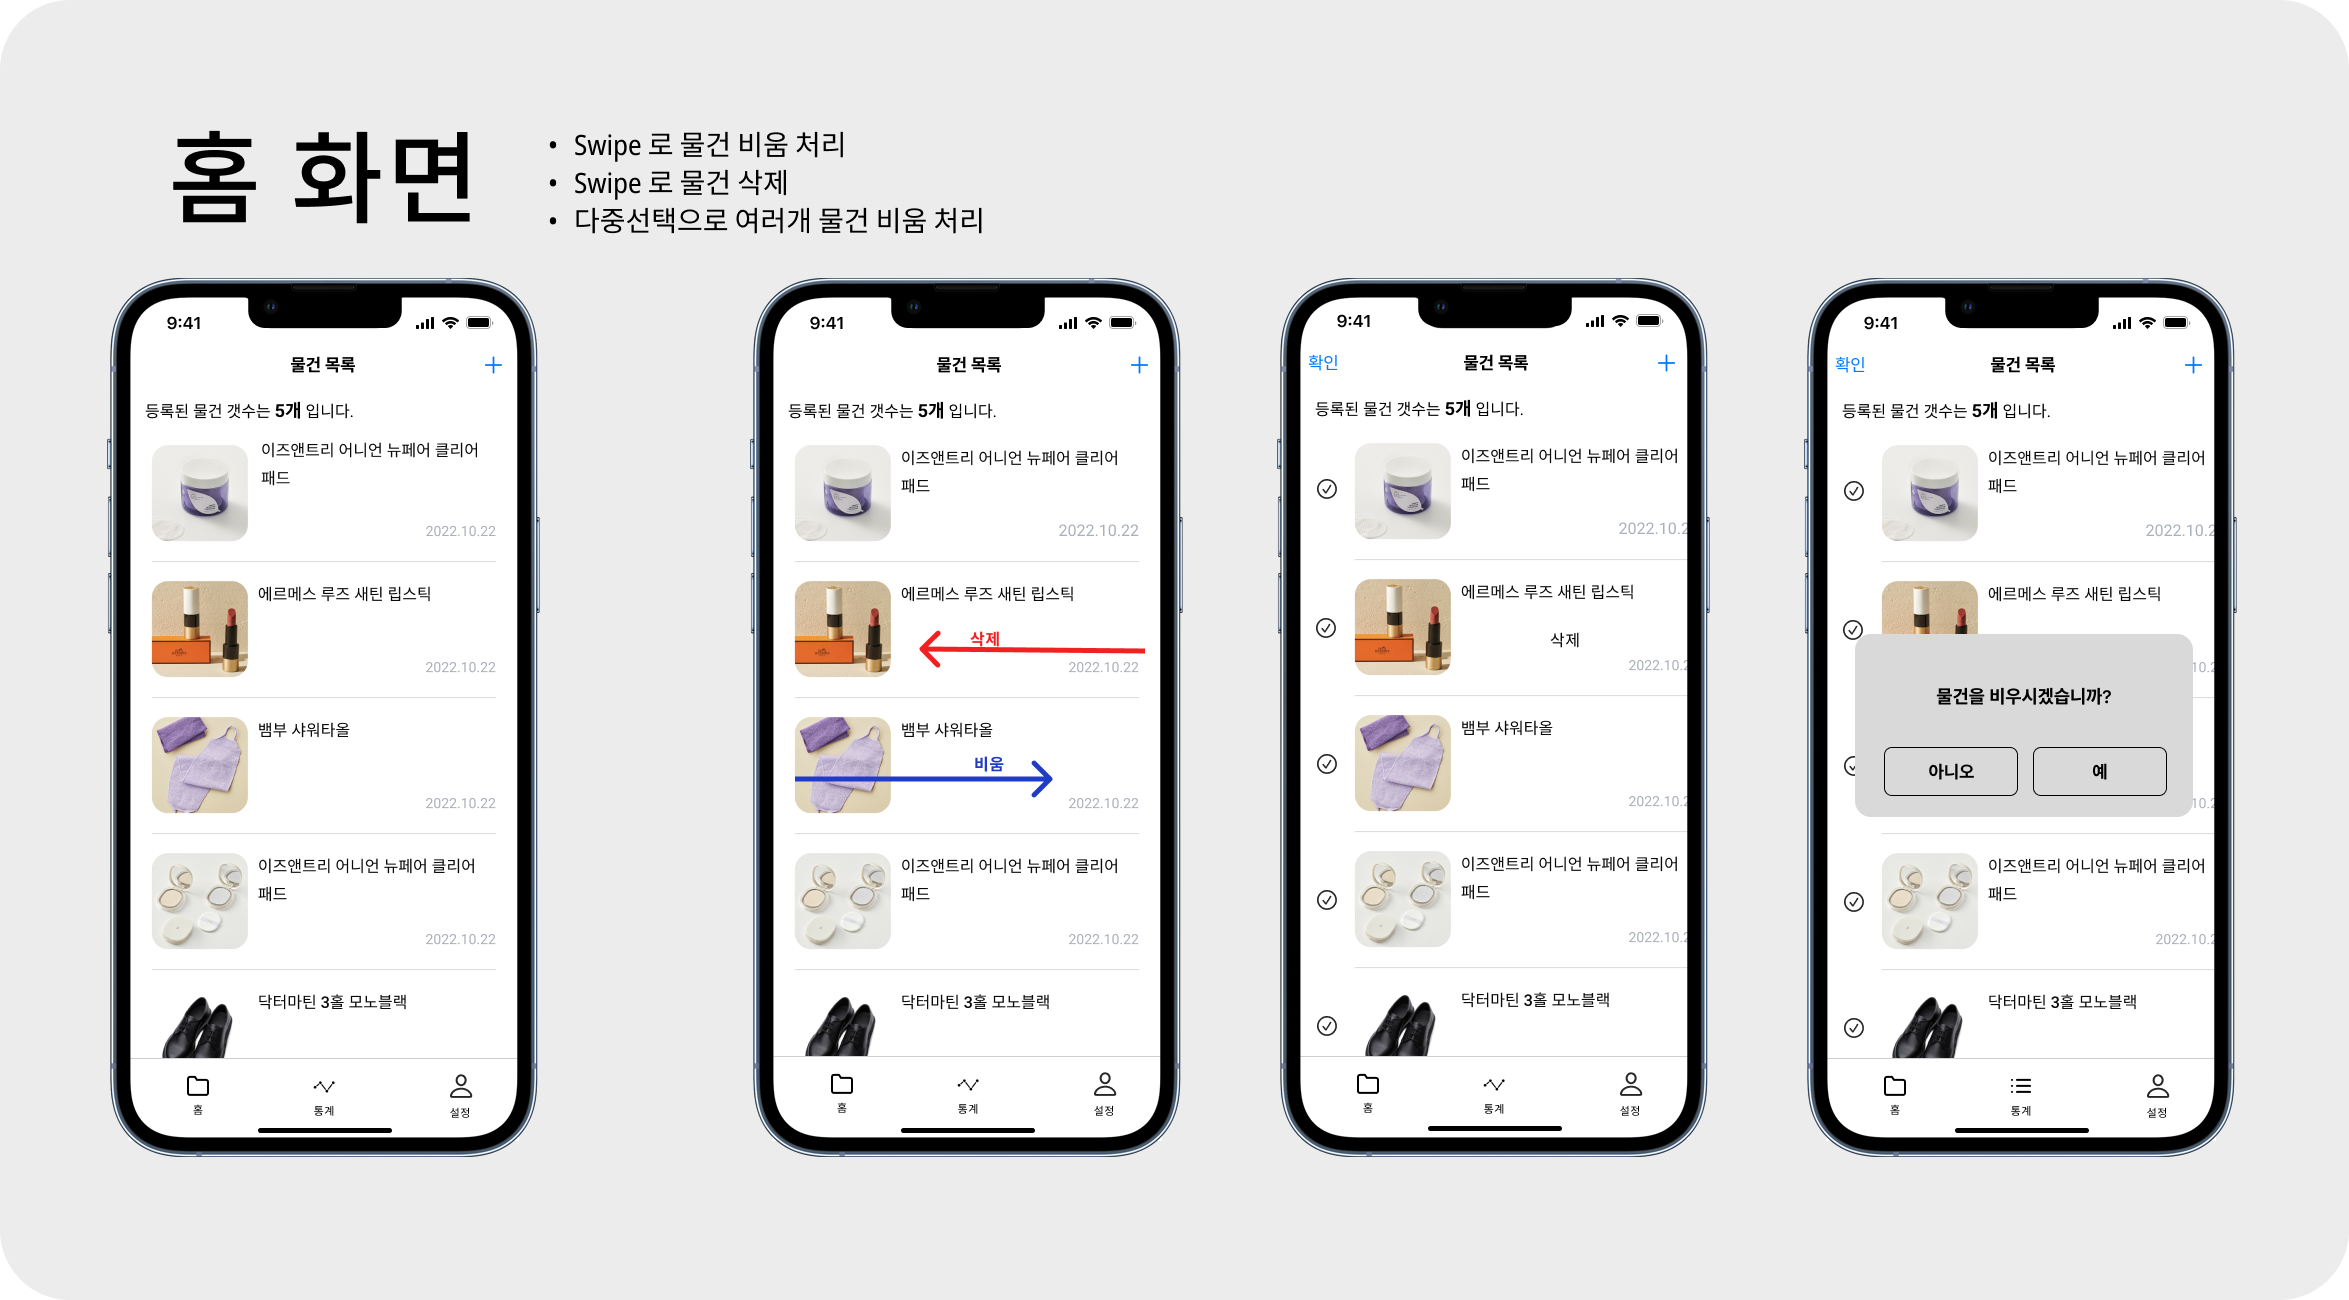 홈 화면
• Swipe 로 물건 비움 처리
• Swipe 로 물건 삭제
• 다중선택으로 여러개 물건 비움 처리
9:41
물건 목록
등록된 물건 갯수는 5개 입니다.
이즈앤트리 어니언 뉴페어 클리어
패드
2022.10.22
에르메스 루즈 새틴 립스틱
2022.10.22
뱀부 샤워타올
2022.10.22
이즈앤트리 어니언 뉴페어 클리어
패드
2022.10.22
닥터마틴 3홀 모노블랙
홈 통계 설정
9:41
물건 목록
등록된 물건 갯수는 5개 입니다.
이즈앤트리 어니언 뉴페어 클리어
패드
2022.10.22
에르메스 루즈 새틴 립스틱
삭제
2022.10.22
뱀부 샤워타올
비움
2022.10.22
이즈앤트리 어니언 뉴페어 클리어
패드
2022.10.22
닥터마틴 3홀 모노블랙
홈 통계 설정
9:41
확인 물건 목록
등록된 물건 갯수는 5개 입니다.
이즈앤트리 어니언 뉴페어 클리어
패드
2022.10.2
에르메스 루즈 새틴 립스틱
삭제
2022.10.2
뱀부 샤워타올
2022.10.2
이즈앤트리 어니언 뉴페어 클리어
패드
2022.10.2
닥터마틴 3홀 모노블랙
홈 통계 설정
9:41
확인 물건 목록
등록된 물건 갯수는 5개 입니다.
이즈앤트리 어니언 뉴페어 클리어
패드
2022.10.2
에르메스 루즈 새틴 립스틱
10.2
물건을 비우시겠습니까?
아니오 예
10.2
이즈앤트리 어니언 뉴페어 클리어
패드
2022.10.2
닥터마틴 3홀 모노블랙
홈 통계 설정